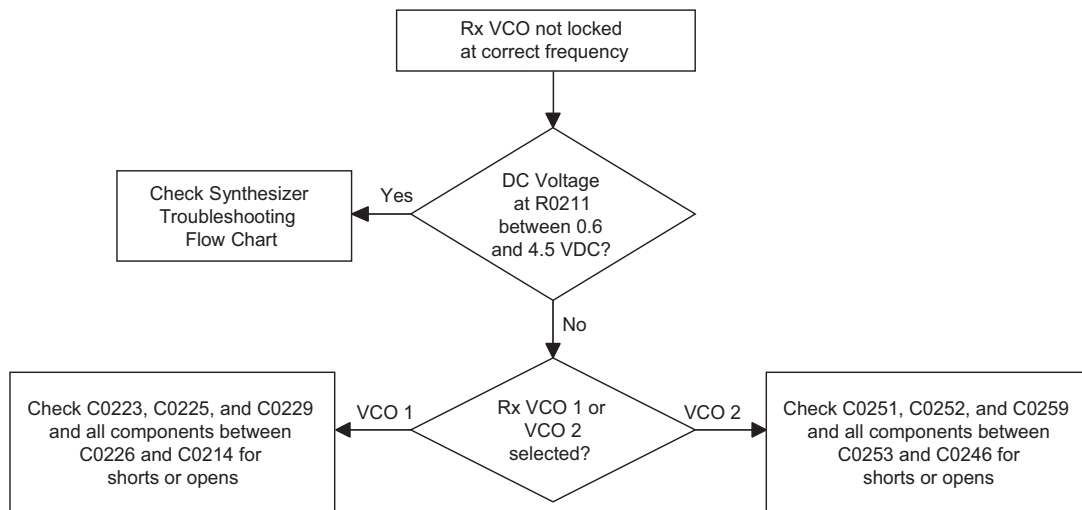 Rx VCO not locked
at correct frequency
DC Voltage
at R0211
between 0.6
and 4.5 VDC?
Yes
Check Synthesizer
Troubleshooting
Flow Chart
No
Rx VCO 1 or
VCO 2
selected?
VCO 1
Check C0223, C0225, and C0229
and all components between
C0226 and C0214 for
shorts or opens
VCO 2
Check C0251, C0252, and C0259
and all components between
C0253 and C0246 for
shorts or opens